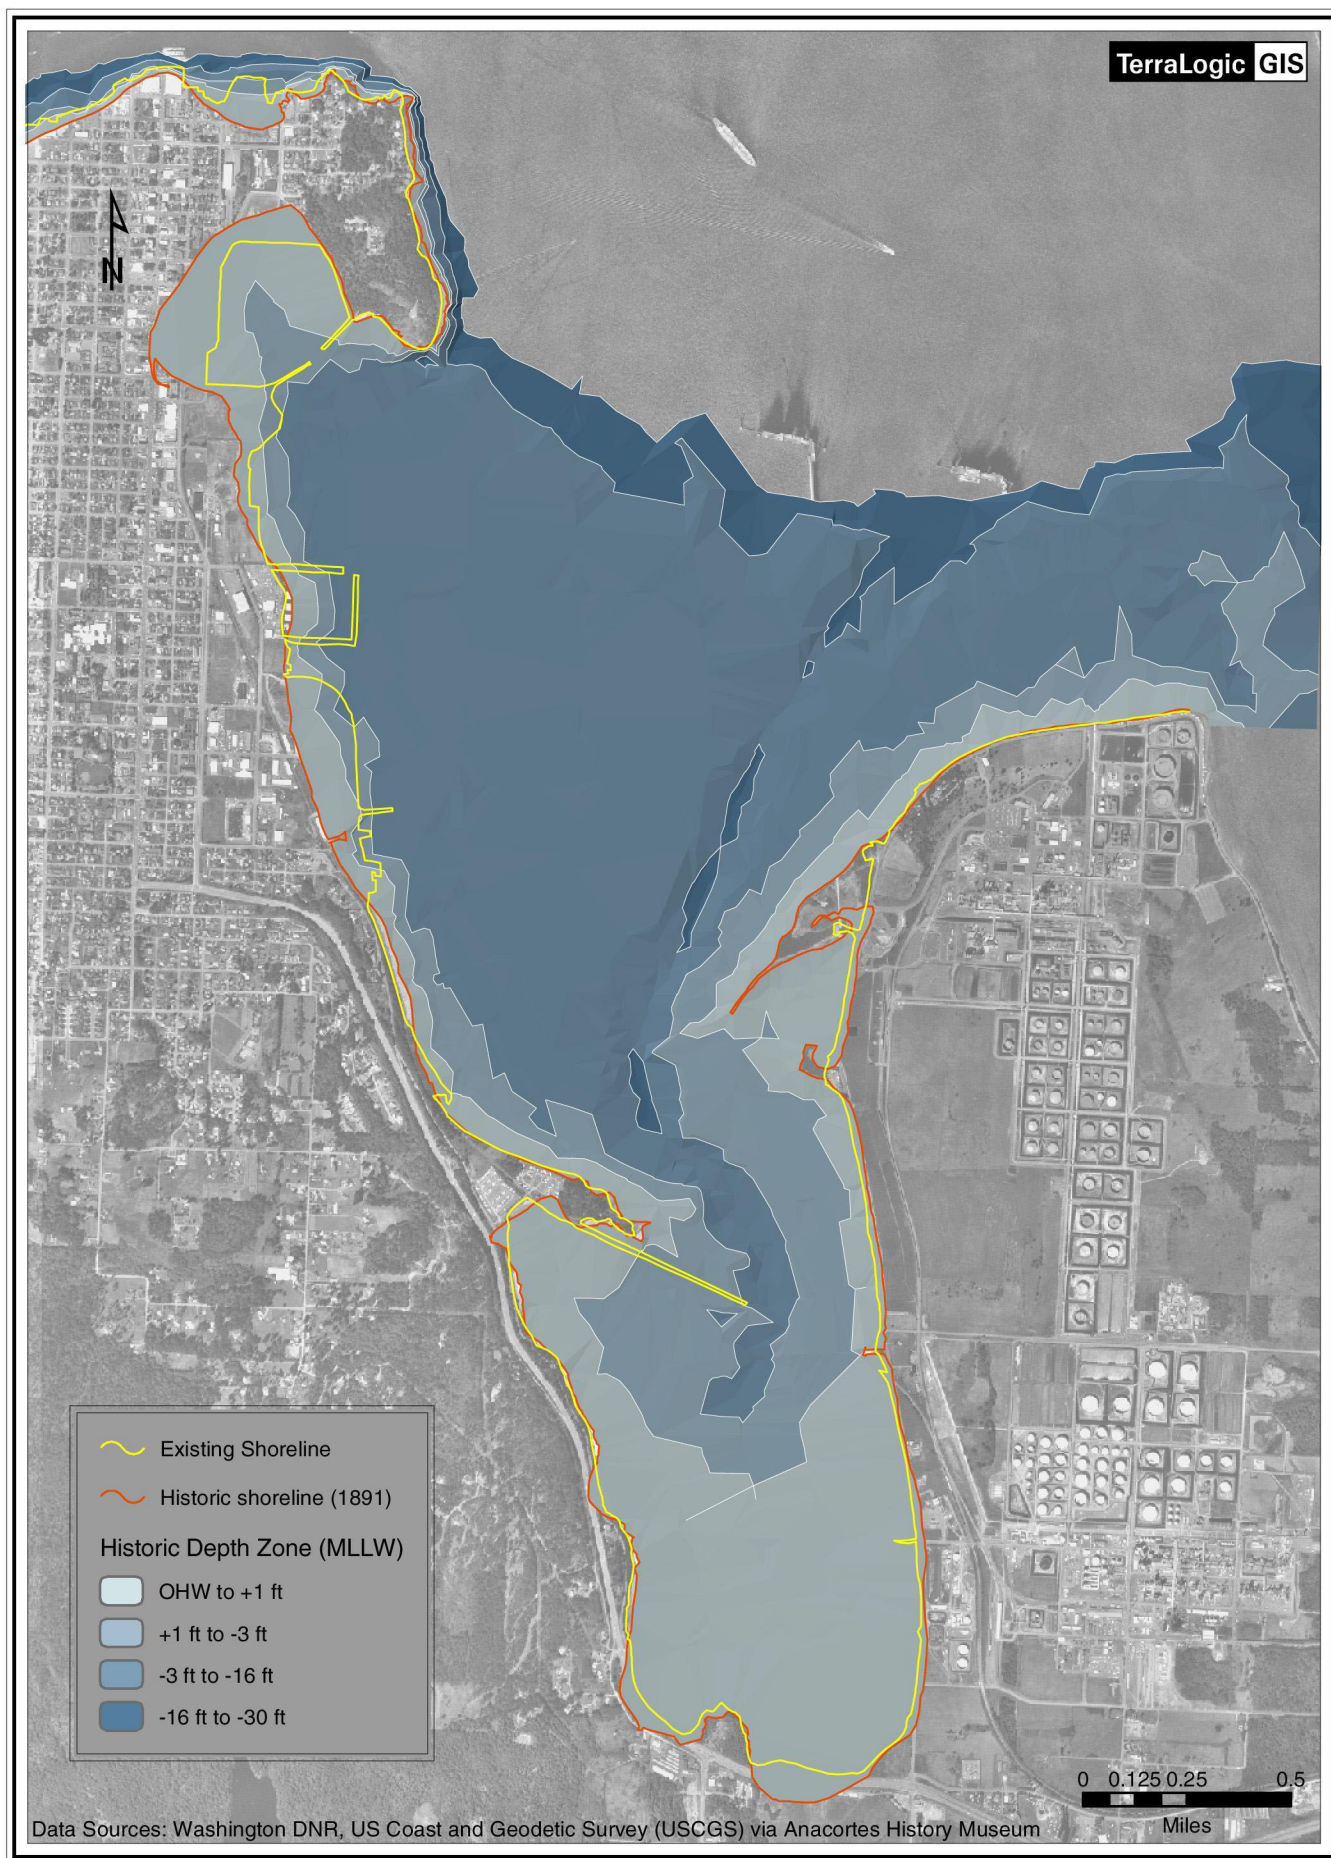 TerraLogic GIS
N
Existing Shoreline
Historic shoreline (1891)
Historic Depth Zone (MLLW)
OHW to +1 ft
+1 ft to -3 ft
-3 ft to -16 ft
-16 ft to -30 ft
0 0.125 0.25 0.5
Miles
Data Sources: Washington DNR, US Coast and Geodetic Survey (USCGS) via Anacortes History Museum